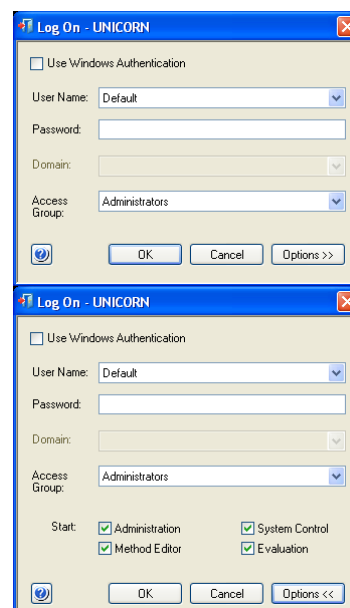 Log On - UNICORN
Use Windows Authentication
User Name: Default
Password:
Domain:
Access Group: Administrators
OK Cancel Options >>
Log On - UNICORN
Use Windows Authentication
User Name: Default
Password:
Domain:
Access Group: Administrators
Start: Administration System Control
Method Editor Evaluation
OK Cancel Options <<